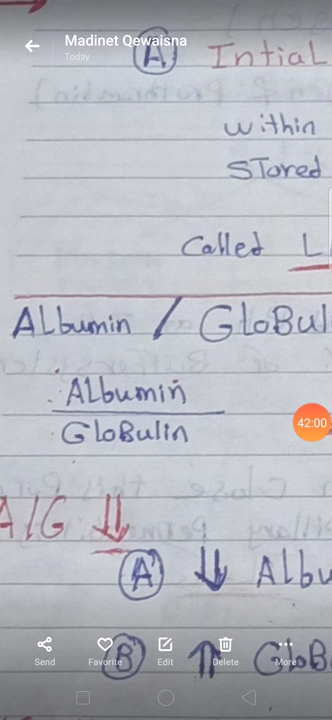 Madinet Qewaisna
Today
(A) Intial
within
STored
Called L
ALbumin / GLoBul
ALbumin
GLoBulin
A/G ↓↓
(A) ↓↓ Albu
(B) ↑ GloB
42:00
Send
Favorite
Edit
Delete
More